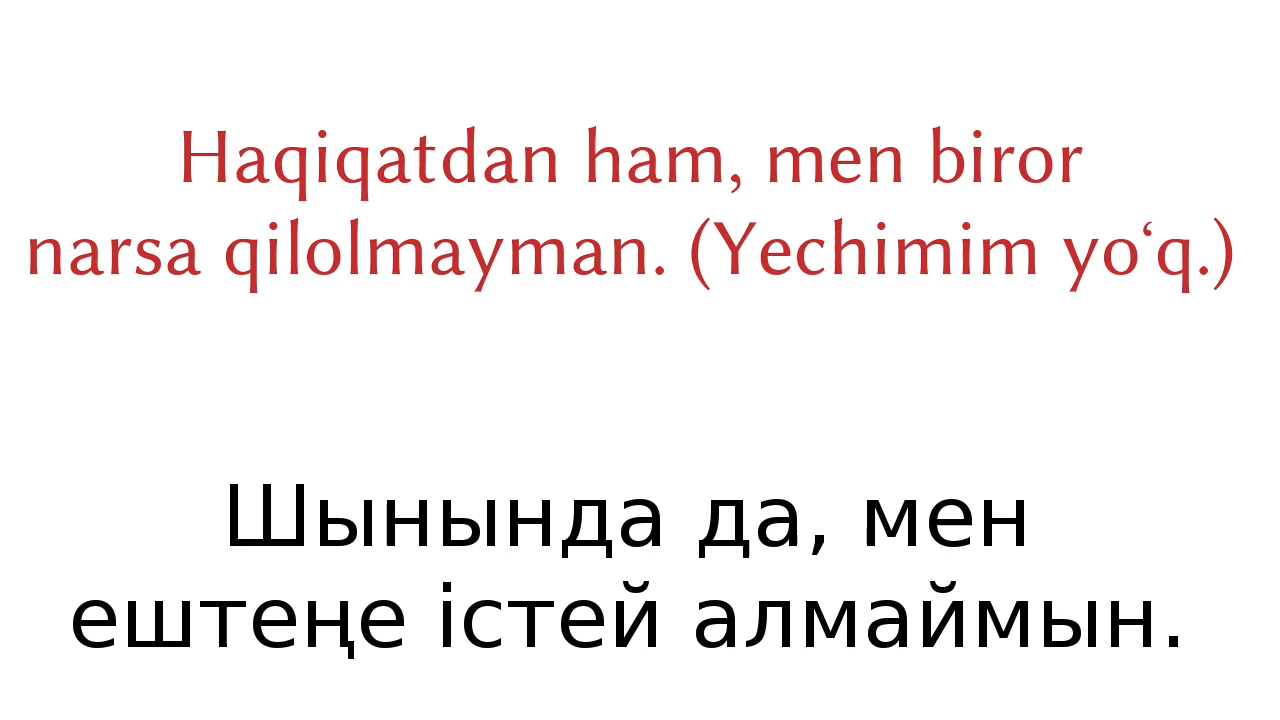 Haqiqatdan ham, men biror
narsa qilolmayman. (Yechimim yo‘q.)
Шынында да, мен
ештеңе істей алмаймын.